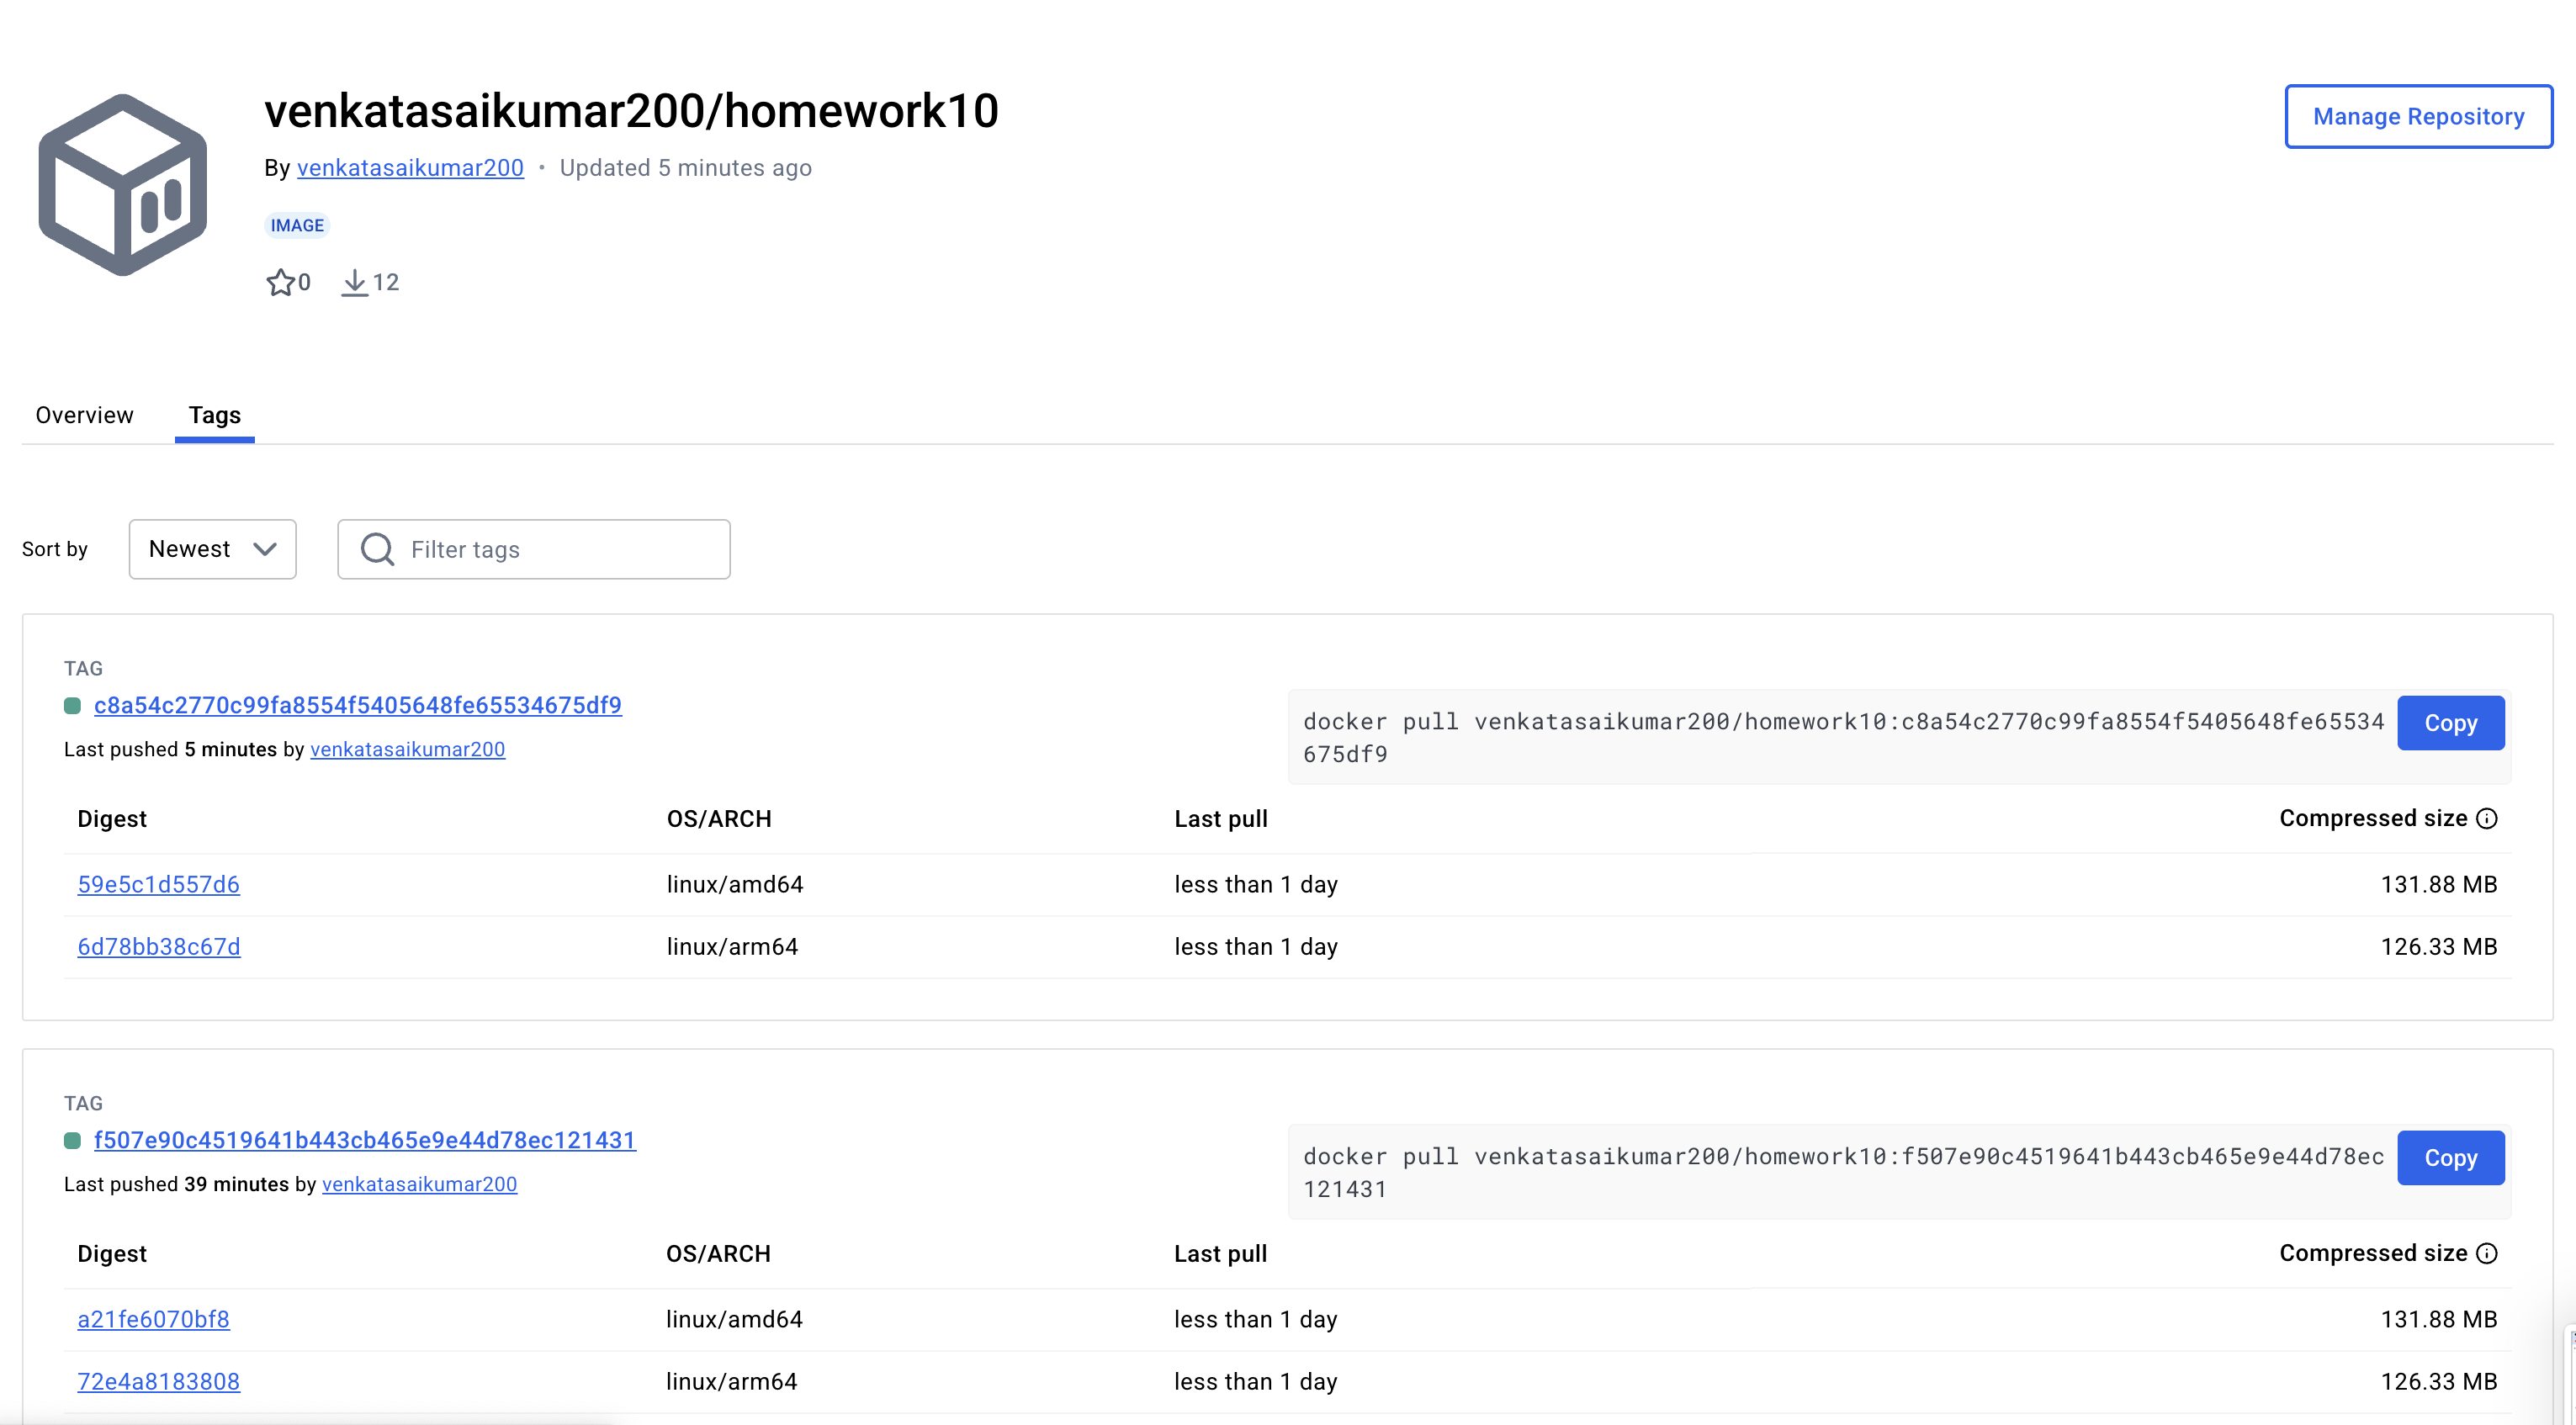 venkatasaikumar200/homework10
Manage Repository
By venkatasaikumar200 • Updated 5 minutes ago
IMAGE
0 12
Overview Tags
Sort by Newest Filter tags
TAG
c8a54c2770c99fa8554f5405648fe65534675df9
Last pushed 5 minutes by venkatasaikumar200
docker pull venkatasaikumar200/homework10:c8a54c2770c99fa8554f5405648fe65534
675df9
Copy
Digest OS/ARCH Last pull Compressed size
59e5c1d557d6 linux/amd64 less than 1 day 131.88 MB
6d78bb38c67d linux/arm64 less than 1 day 126.33 MB
TAG
f507e90c4519641b443cb465e9e44d78ec121431
Last pushed 39 minutes by venkatasaikumar200
docker pull venkatasaikumar200/homework10:f507e90c4519641b443cb465e9e44d78ec
121431
Copy
Digest OS/ARCH Last pull Compressed size
a21fe6070bf8 linux/amd64 less than 1 day 131.88 MB
72e4a8183808 linux/arm64 less than 1 day 126.33 MB